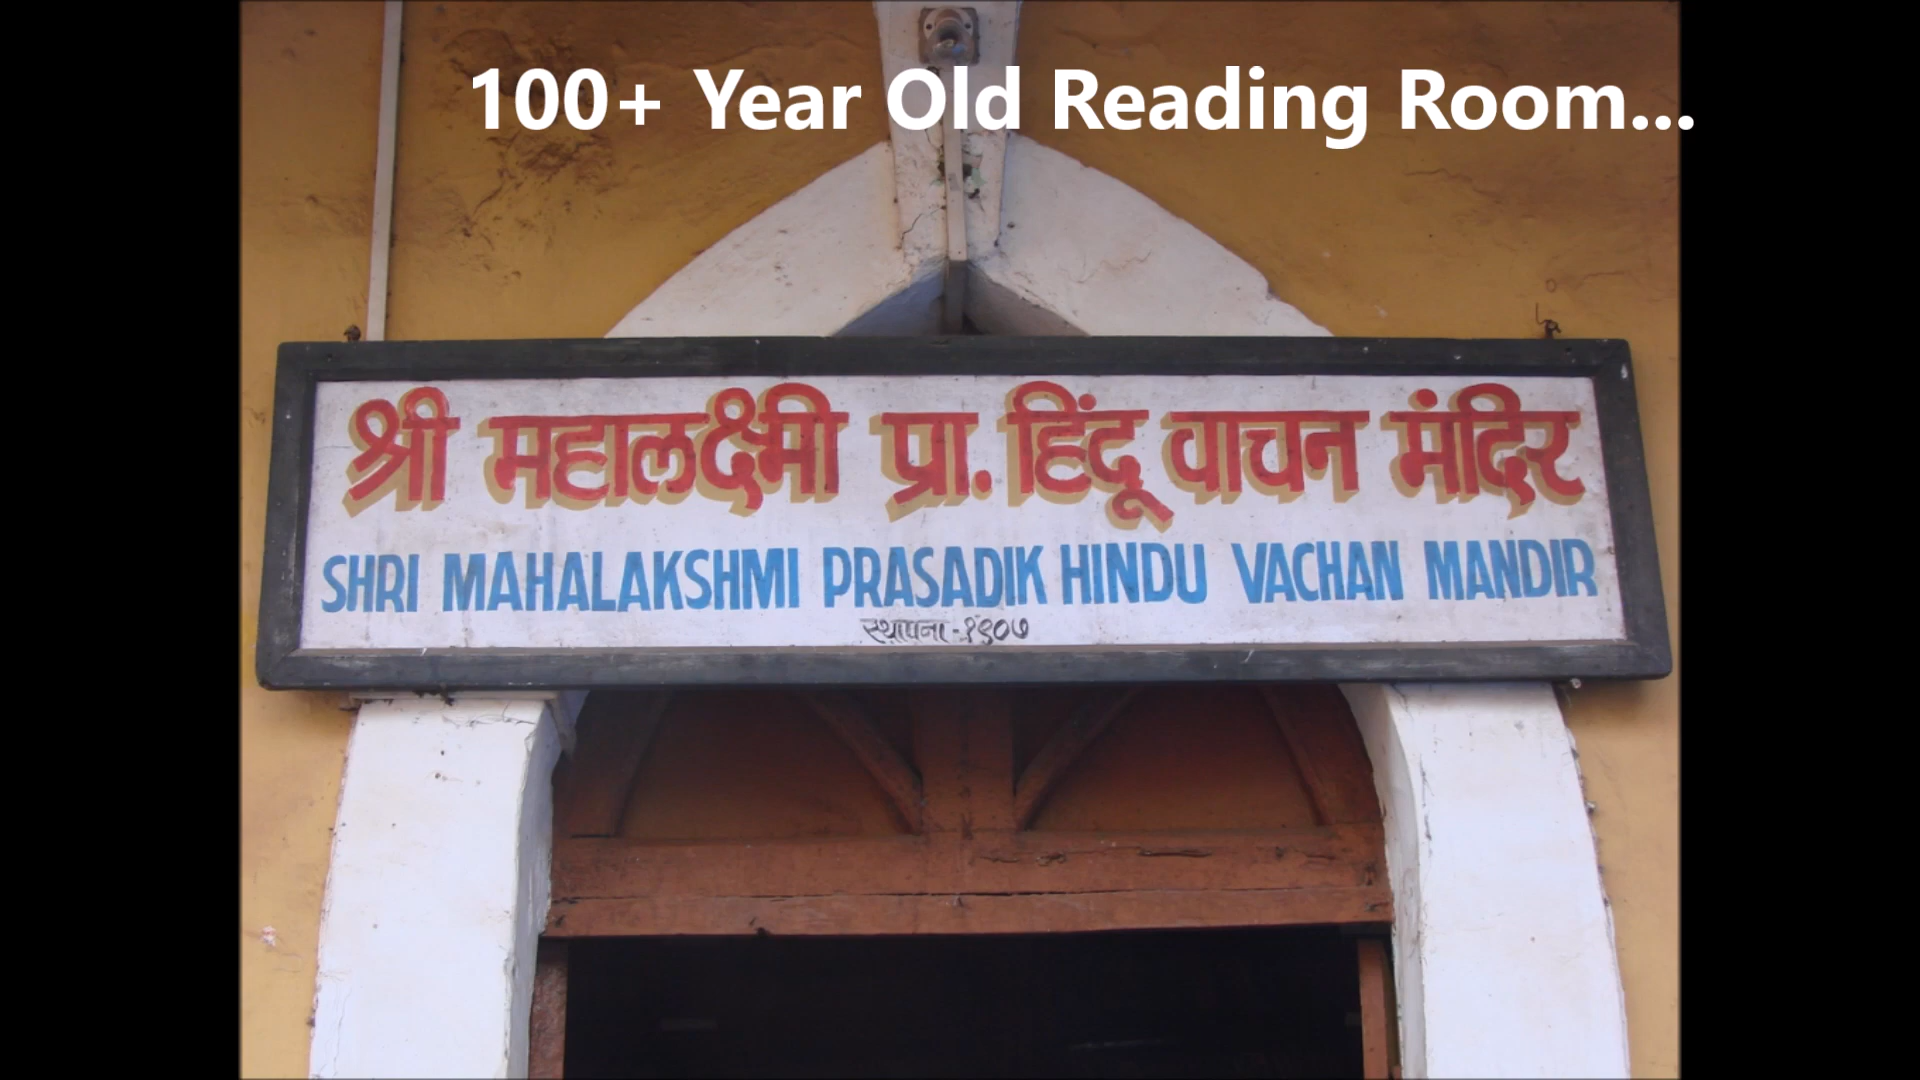 100+ Year Old Reading Room...
श्री महालक्ष्मी प्रा. हिंदू वाचन मंदिर
SHRI MAHALAKSHMI PRASADIK HINDU VACHAN MANDIR
स्थापना - १९०७